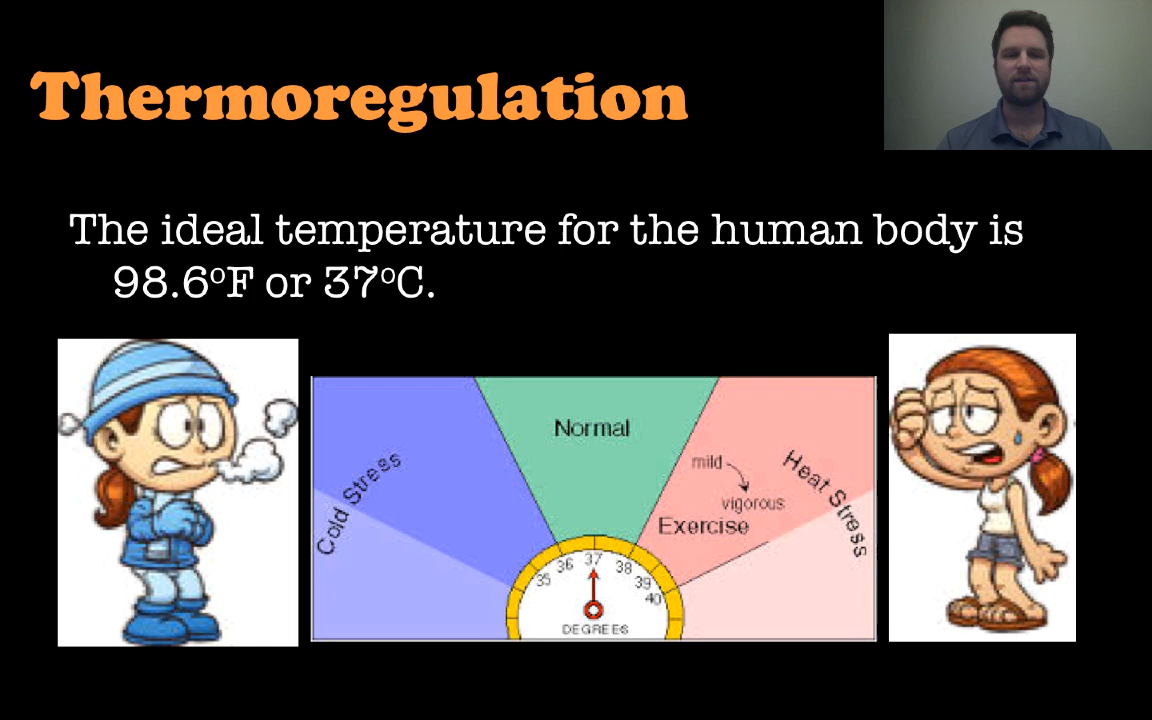 Thermoregulation
The ideal temperature for the human body is
98.6ºF or 37ºC.
Normal
Cold Stress
mild
vigorous
Exercise
Heat Stress
35 36 37 38 39 40
DEGREES